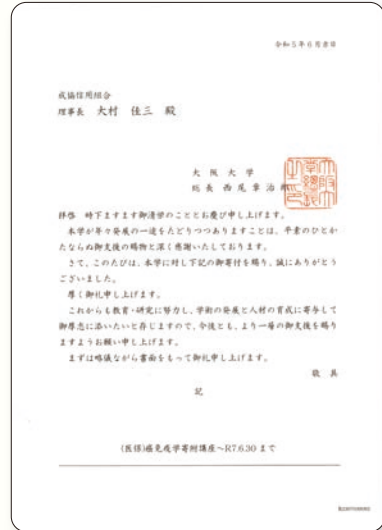 令和5年6月吉日
成協信用組合
理事長 大村 佳三 殿
大阪大学
総長 西尾章治郎
拝啓 時下ますます御清学のこととお慶び申し上げます。
本学が年々発展の一途をたどりつつありますことは、平素のひとか
たならぬ御支援の賜物と深く感謝いたしております。
さて、このたびは、本学に対し下記の御寄付を賜り、誠にありがとう
ございました。
厚く御礼申し上げます。
これからも教育・研究に努力し、学術の発展と人材の育成に寄与して
御厚志に添いたいと存じますので、今後とも、より一層の御支援を賜り
ますようお願い申し上げます。
まずは略儀ながら書面をもって御礼申し上げます。
敬具
記
(医保)癌免疫学寄附講座~R7.6.30まで